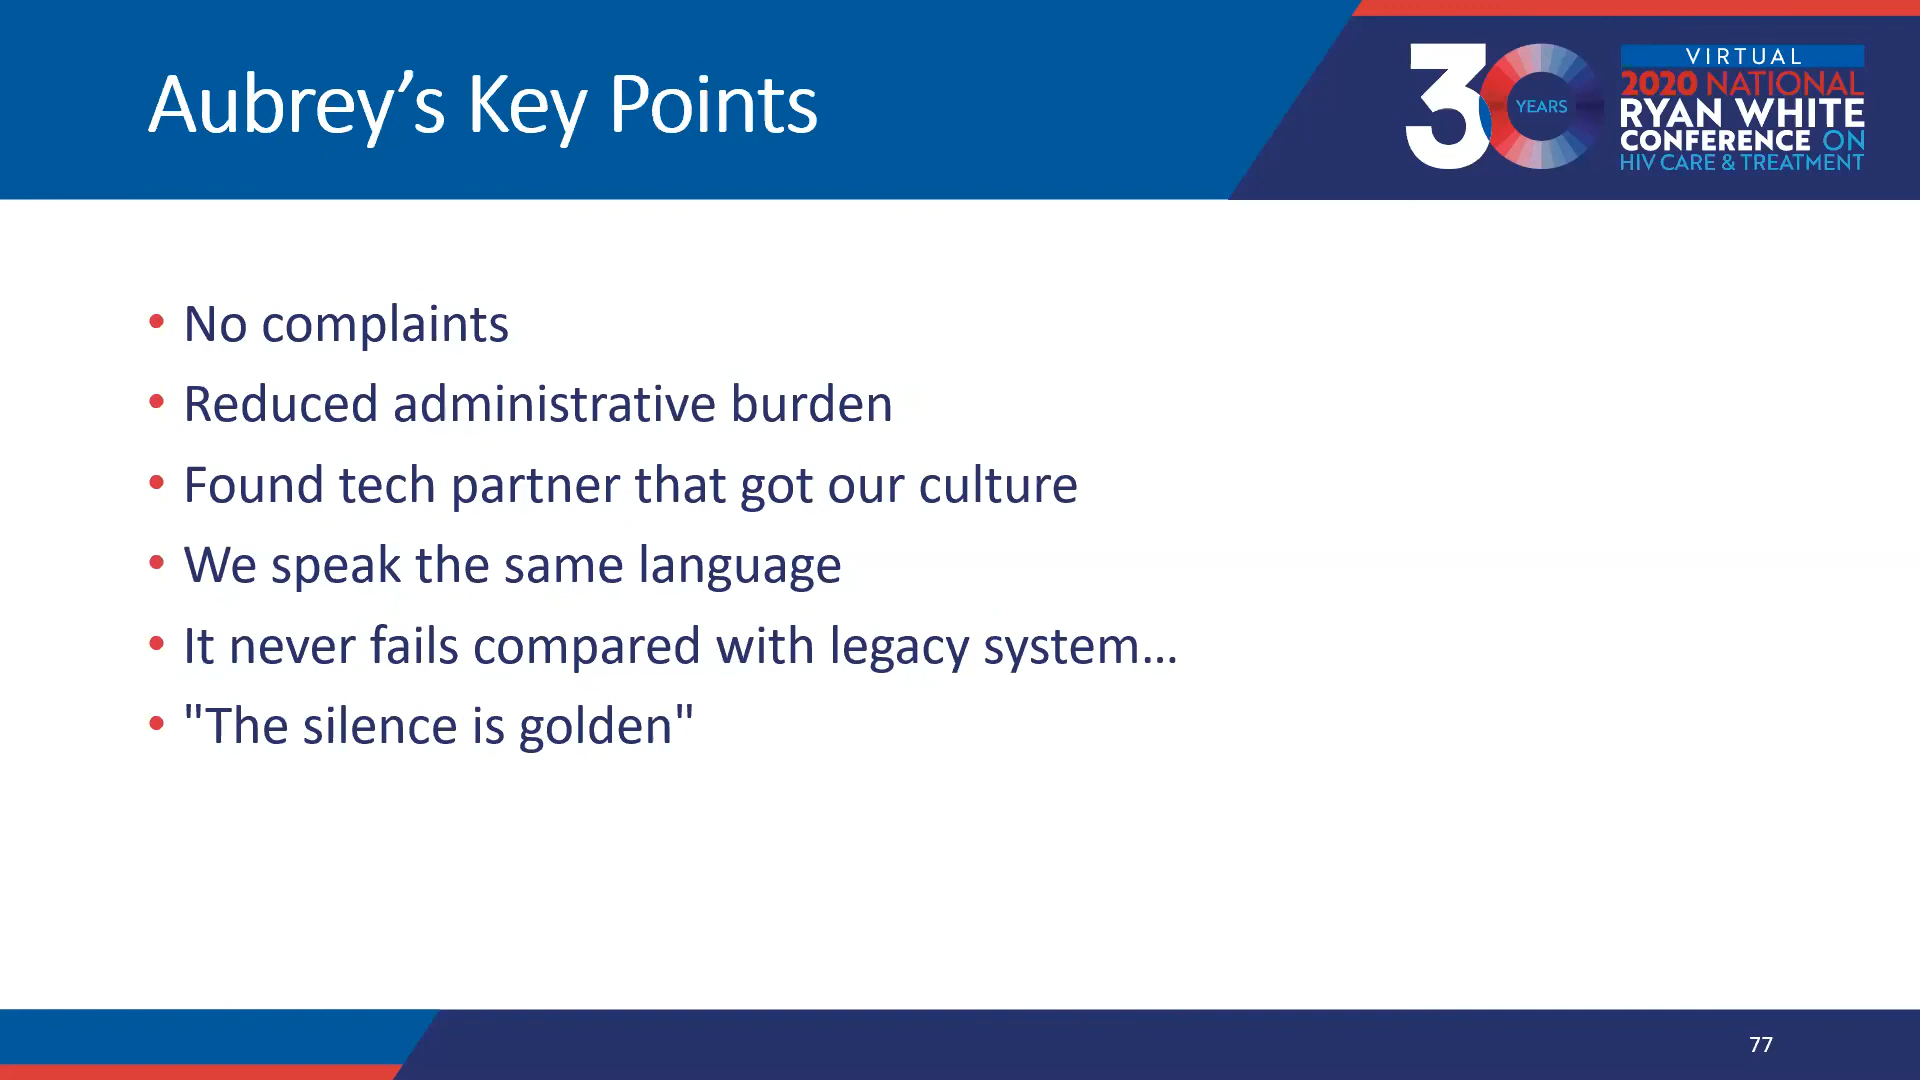 Aubrey’s Key Points
30
YEARS
VIRTUAL
2020 NATIONAL
RYAN WHITE
CONFERENCE ON
HIV CARE & TREATMENT
• No complaints
• Reduced administrative burden
• Found tech partner that got our culture
• We speak the same language
• It never fails compared with legacy system...
• "The silence is golden"
77